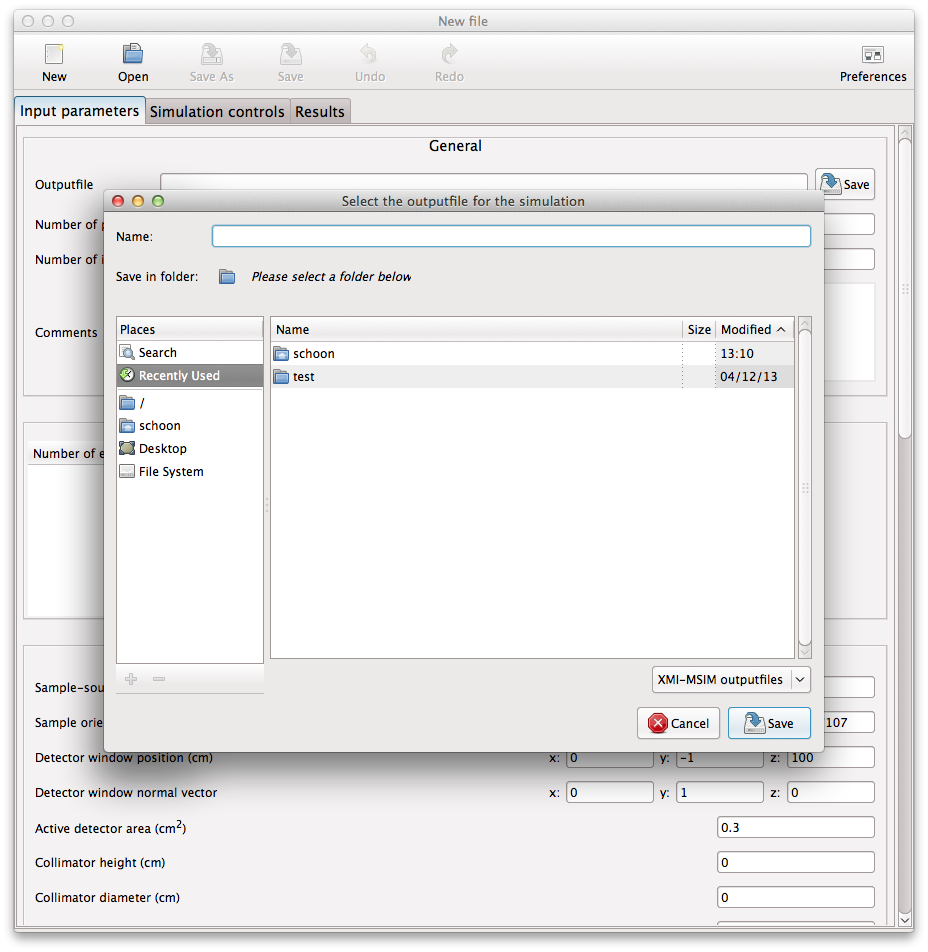 New file
New Open Save As Save Undo Redo Preferences
Input parameters Simulation controls Results
General
Outputfile Save
Number of
Number of
Comments
Select the outputfile for the simulation
Name:
Save in folder: Please select a folder below
Places Name Size Modified
Search schoon 13:10
Recently Used test 04/12/13
/
schoon
Desktop
File System
Number of
XMI-MSIM outputfiles
Cancel Save
Sample-sou
Sample orie 107
Detector window position (cm) x: 0 y: -1 z: 100
Detector window normal vector x: 0 y: 1 z: 0
Active detector area (cm²) 0.3
Collimator height (cm) 0
Collimator diameter (cm) 0